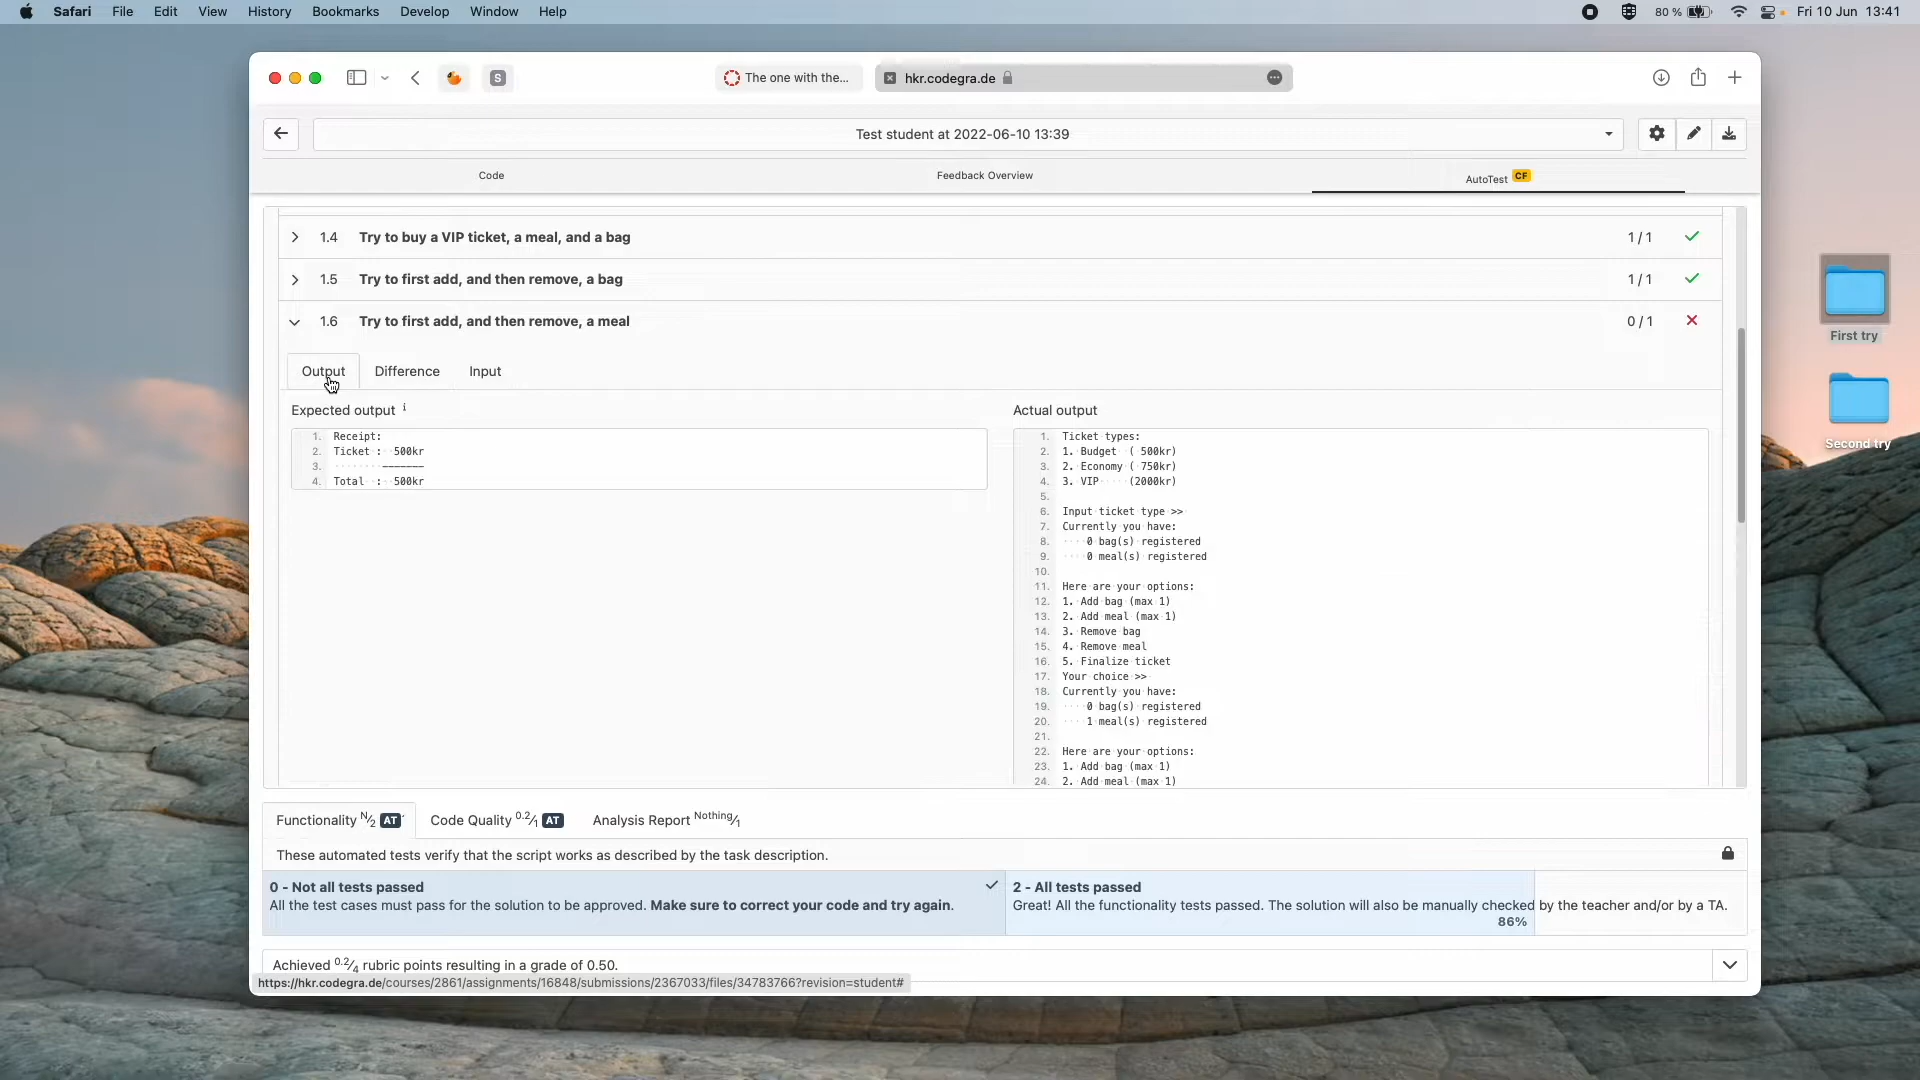 Safari File Edit View History Bookmarks Develop Window Help 80 % Fri 10 Jun 13:41
S The one with the... hkr.codegra.de
Test student at 2022-06-10 13:39
Code Feedback Overview AutoTest CF
1.4 Try to buy a VIP ticket, a meal, and a bag 1 / 1
1.5 Try to first add, and then remove, a bag 1 / 1
1.6 Try to first add, and then remove, a meal 0 / 1
First try
Second try
Output Difference Input
Expected output i
1. Receipt:
2. Ticket : 500kr
3. -------
4. Total : 500kr
Actual output
1. Ticket types:
2. 1. Budget ( 500kr)
3. 2. Economy ( 750kr)
4. 3. VIP (2000kr)
5.
6. Input ticket type >>
7. Currently you have:
8. 0 bag(s) registered
9. 0 meal(s) registered
10.
11. Here are your options:
12. 1. Add bag (max 1)
13. 2. Add meal (max 1)
14. 3. Remove bag
15. 4. Remove meal
16. 5. Finalize ticket
17. Your choice >>
18. Currently you have:
19. 0 bag(s) registered
20. 1 meal(s) registered
21.
22. Here are your options:
23. 1. Add bag (max 1)
24. 2. Add meal (max 1)
Functionality N/2 AT Code Quality 0.2/1 AT Analysis Report Nothing/1
These automated tests verify that the script works as described by the task description.
0 - Not all tests passed
All the test cases must pass for the solution to be approved. Make sure to correct your code and try again.
2 - All tests passed
Great! All the functionality tests passed. The solution will also be manually checked by the teacher and/or by a TA.
86%
Achieved 0.2/4 rubric points resulting in a grade of 0.50.
https://hkr.codegra.de/courses/2861/assignments/16848/submissions/2367033/files/34783766?revision=student#